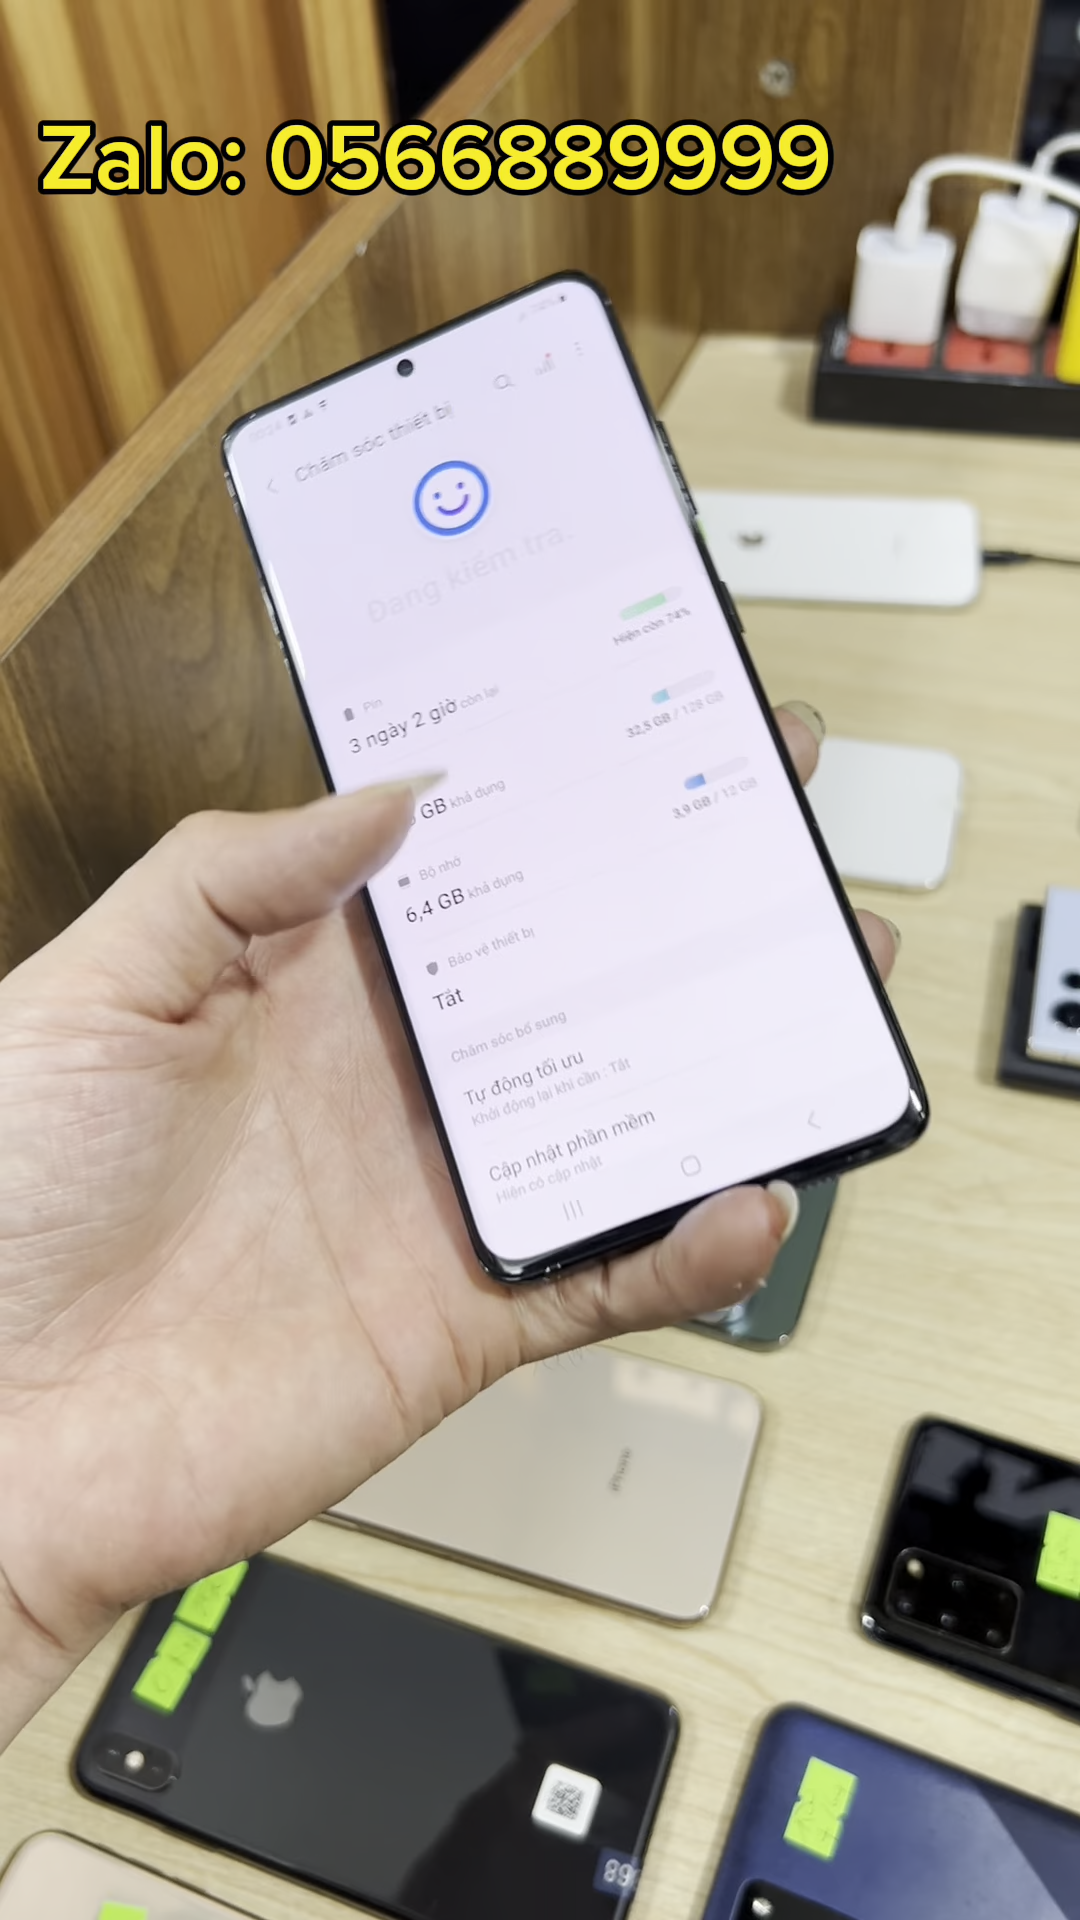 Zalo: 0566889999
Chăm sóc thiết bị
Đang kiểm tra.
Pin
3 ngày 2 giờ còn lại
Hiện còn 74%
GB khả dụng
32,5 GB / 128 GB
Bộ nhớ
6,4 GB khả dụng
3,9 GB / 12 GB
Bảo vệ thiết bị
Tắt
Chăm sóc bổ sung
Tự động tối ưu
Khởi động lại khi cần : Tắt
Cập nhật phần mềm
Hiện có cập nhật